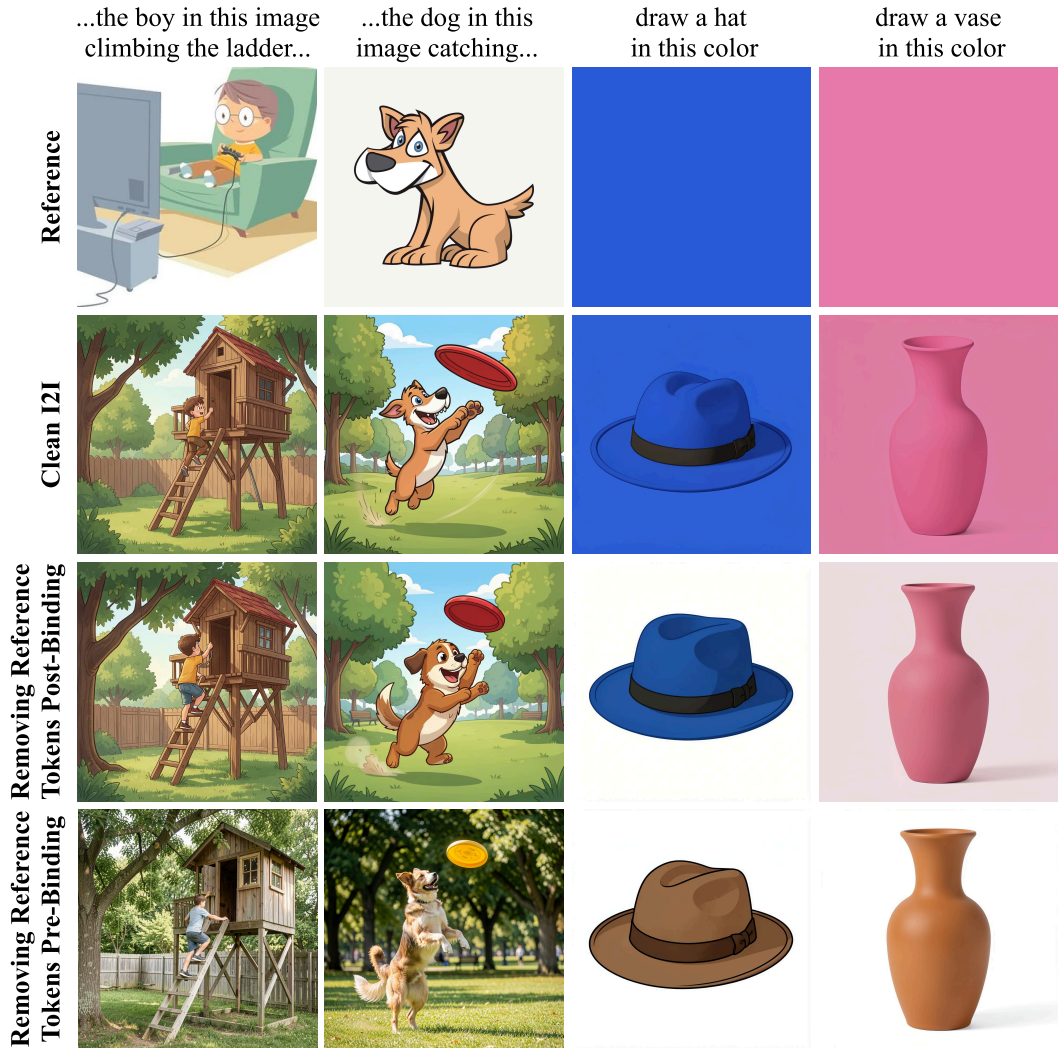 ...the boy in this image
climbing the ladder...
...the dog in this
image catching...
draw a hat
in this color
draw a vase
in this color
Reference
Clean I2I
Removing Reference
Tokens Post-Binding
Removing Reference
Tokens Pre-Binding